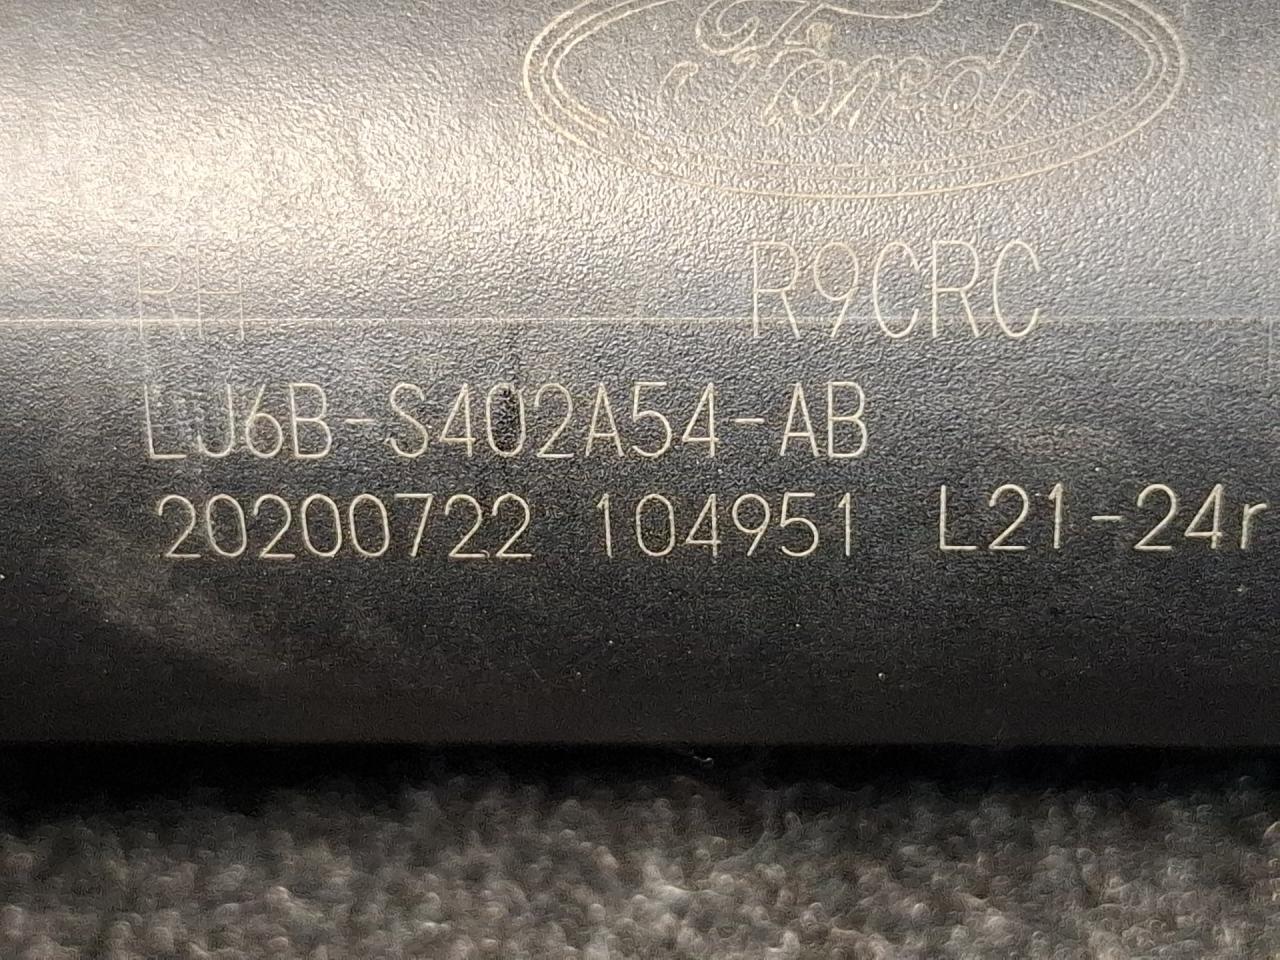 Ford
RH R9CRC
LJ6B-S402A54-AB
20200722 104951 L21-24r